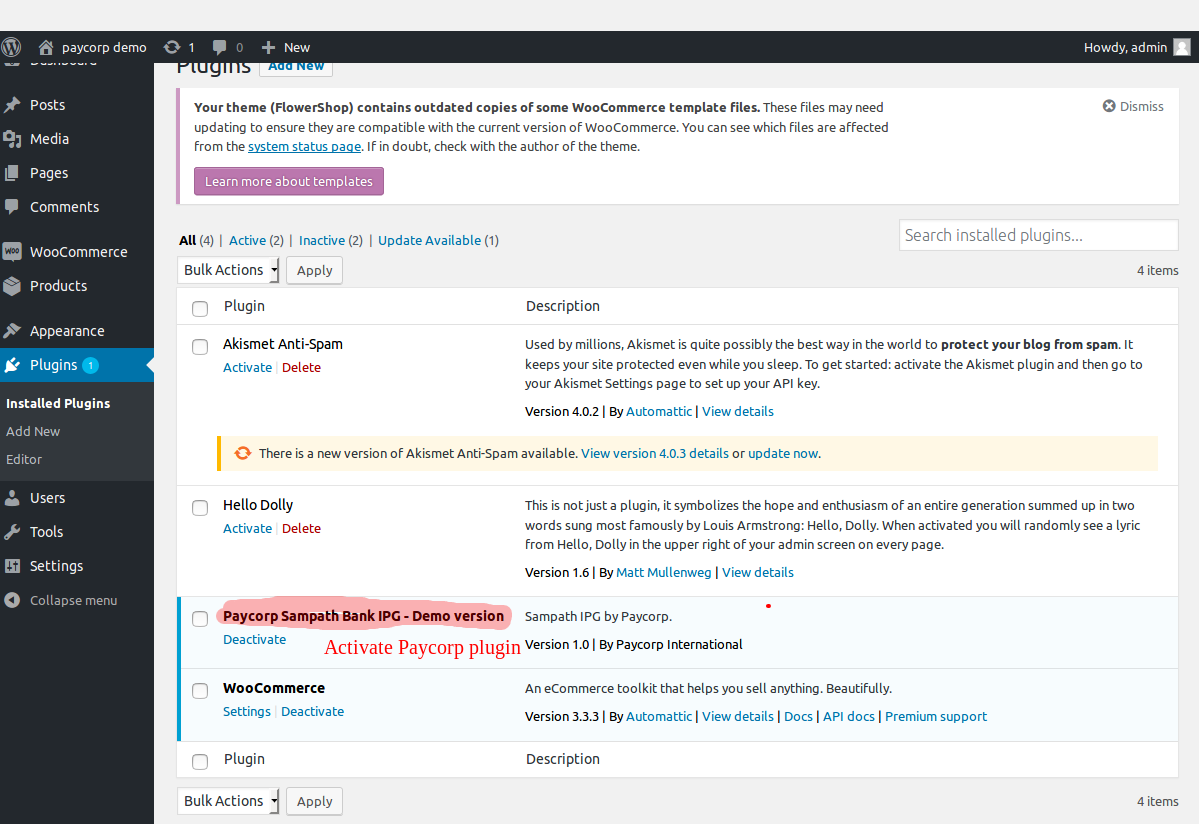 paycorp demo 1 0 New Howdy, admin
Dashboard
Plugins Add New
Posts
Media
Pages
Comments
WooCommerce
Products
Appearance
Plugins 1
Installed Plugins
Add New
Editor
Users
Tools
Settings
Collapse menu
Your theme (FlowerShop) contains outdated copies of some WooCommerce template files. These files may need
updating to ensure they are compatible with the current version of WooCommerce. You can see which files are affected
from the system status page. If in doubt, check with the author of the theme.
Dismiss
Learn more about templates
All (4) | Active (2) | Inactive (2) | Update Available (1)
Search installed plugins...
Bulk Actions Apply
4 items
Plugin Description
Akismet Anti-Spam
Activate | Delete
Used by millions, Akismet is quite possibly the best way in the world to protect your blog from spam. It
keeps your site protected even while you sleep. To get started: activate the Akismet plugin and then go to
your Akismet Settings page to set up your API key.
Version 4.0.2 | By Automattic | View details
There is a new version of Akismet Anti-Spam available. View version 4.0.3 details or update now.
Hello Dolly
Activate | Delete
This is not just a plugin, it symbolizes the hope and enthusiasm of an entire generation summed up in two
words sung most famously by Louis Armstrong: Hello, Dolly. When activated you will randomly see a lyric
from Hello, Dolly in the upper right of your admin screen on every page.
Version 1.6 | By Matt Mullenweg | View details
Paycorp Sampath Bank IPG - Demo version
Deactivate
Activate Paycorp plugin
Sampath IPG by Paycorp.
Version 1.0 | By Paycorp International
WooCommerce
Settings | Deactivate
An eCommerce toolkit that helps you sell anything. Beautifully.
Version 3.3.3 | By Automattic | View details | Docs | API docs | Premium support
Plugin Description
Bulk Actions Apply
4 items